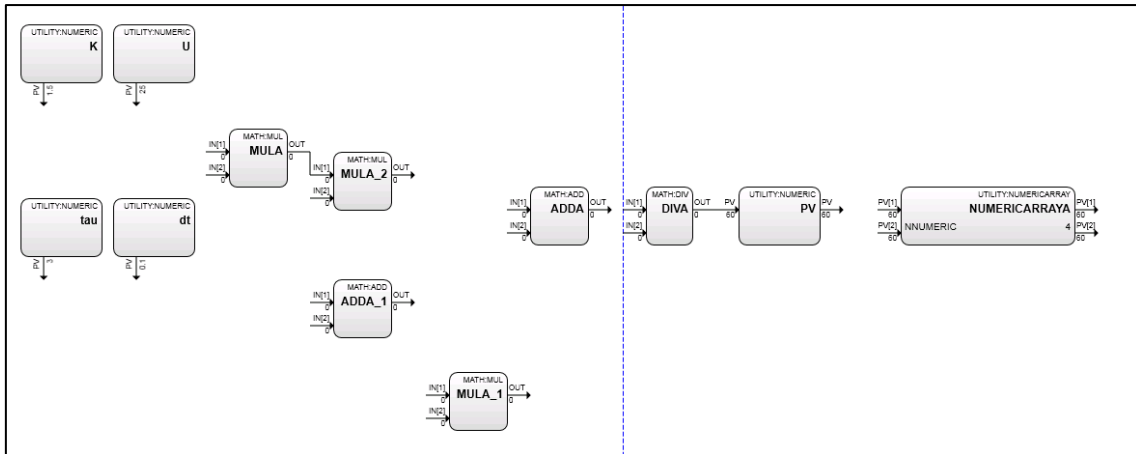 UTILITY:NUMERIC
K
PV
1.5
UTILITY:NUMERIC
U
PV
25
MATH:MUL
MULA
IN[1]
0
IN[2]
0
OUT
0
MATH:MUL
MULA_2
IN[1]
0
IN[2]
0
OUT
0
UTILITY:NUMERIC
tau
PV
3
UTILITY:NUMERIC
dt
PV
0.1
MATH:ADD
ADDA
IN[1]
0
IN[2]
0
OUT
0
MATH:DIV
DIVA
IN[1]
0
IN[2]
0
OUT
0
UTILITY:NUMERIC
PV
PV
60
PV
60
UTILITY:NUMERICARRAY
NUMERICARRAYA
PV[1]
60
PV[2]
60
NNUMERIC 4
PV[1]
60
PV[2]
60
MATH:ADD
ADDA_1
IN[1]
0
IN[2]
0
OUT
0
MATH:MUL
MULA_1
IN[1]
0
IN[2]
0
OUT
0